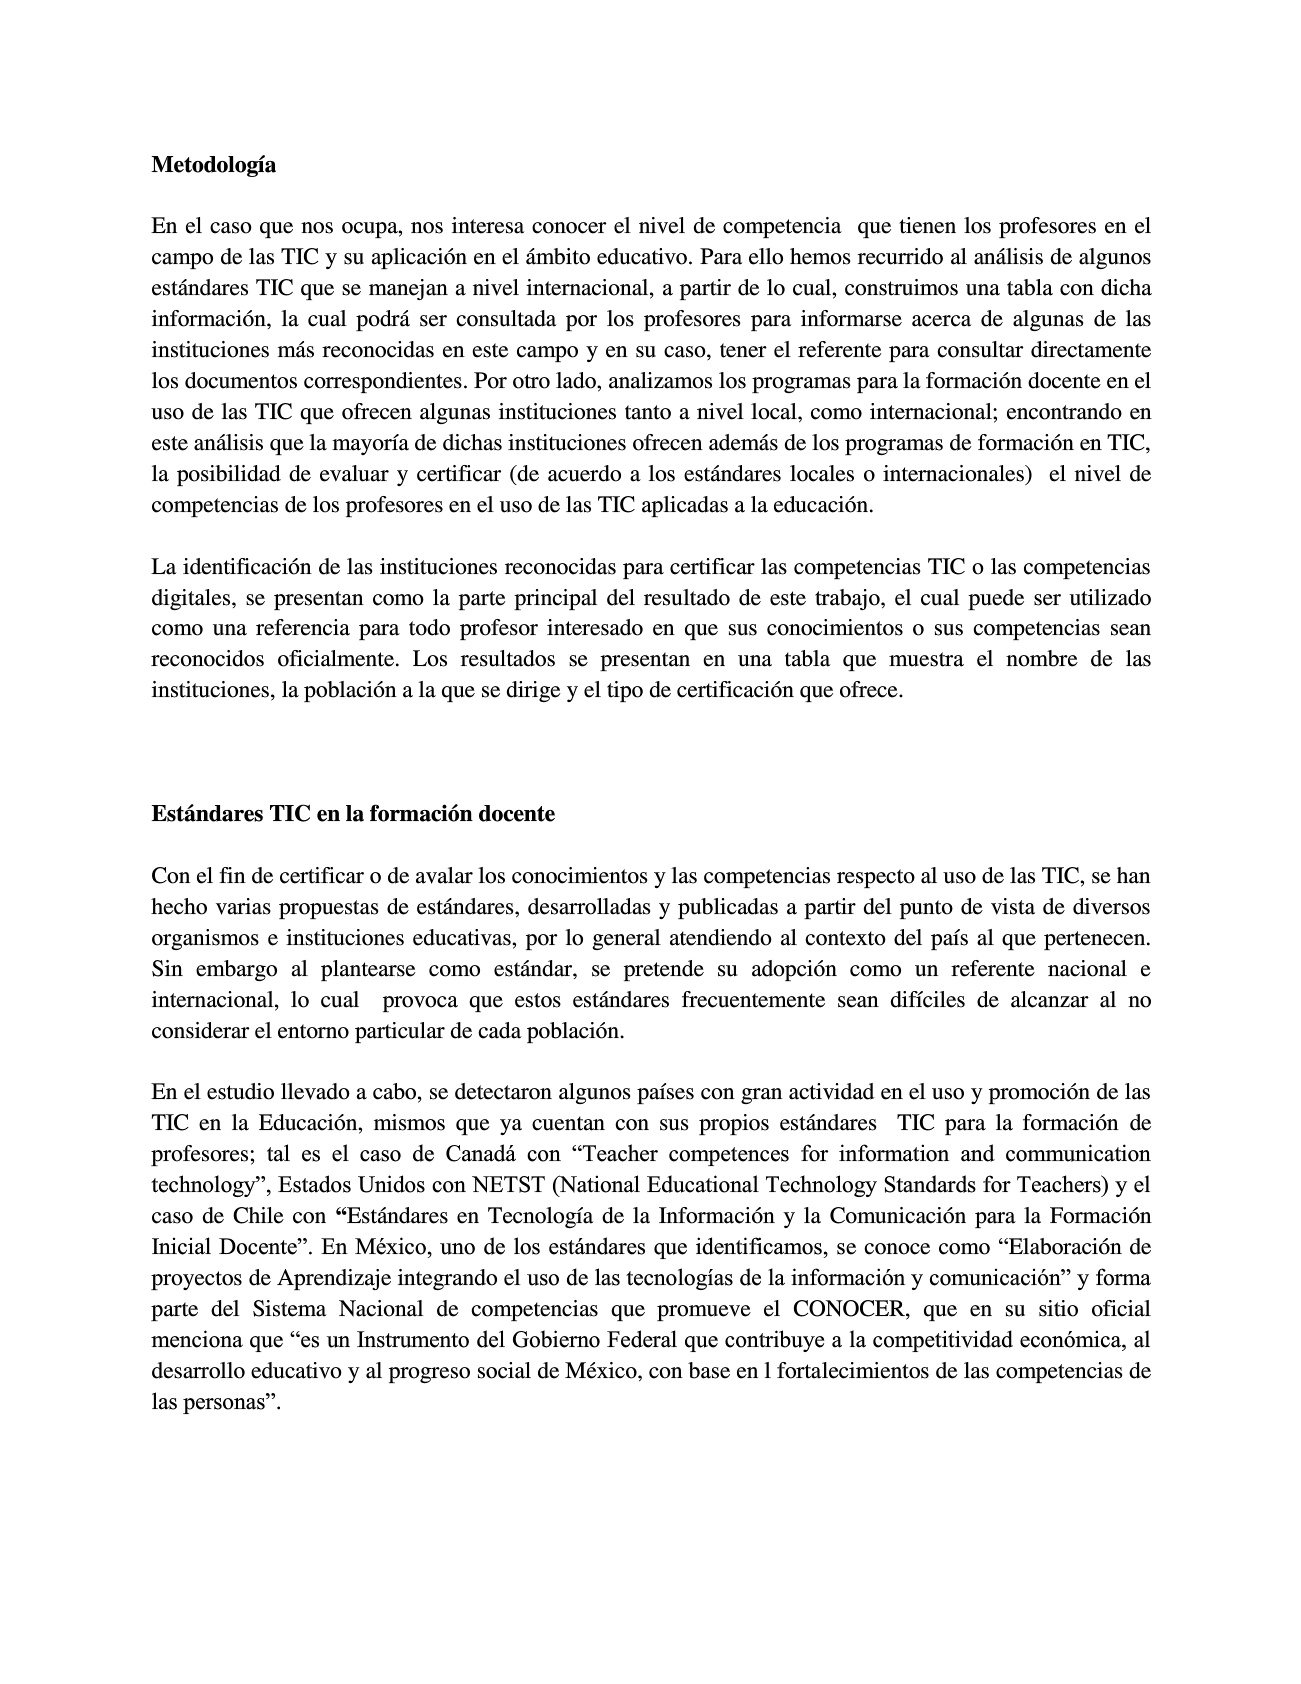 Metodología
En el caso que nos ocupa, nos interesa conocer el nivel de competencia  que tienen los profesores en el
campo de las TIC y su aplicación en el ámbito educativo. Para ello hemos recurrido al análisis de algunos
estándares TIC que se manejan a nivel internacional, a partir de lo cual, construimos una tabla con dicha
información, la cual podrá ser consultada por los profesores para informarse acerca de algunas de las
instituciones más reconocidas en este campo y en su caso, tener el referente para consultar directamente
los documentos correspondientes. Por otro lado, analizamos los programas para la formación docente en el
uso de las TIC que ofrecen algunas instituciones tanto a nivel local, como internacional; encontrando en
este análisis que la mayoría de dichas instituciones ofrecen además de los programas de formación en TIC,
la posibilidad de evaluar y certificar (de acuerdo a los estándares locales o internacionales)  el nivel de
competencias de los profesores en el uso de las TIC aplicadas a la educación.
La identificación de las instituciones reconocidas para certificar las competencias TIC o las competencias
digitales, se presentan como la parte principal del resultado de este trabajo, el cual puede ser utilizado
como una referencia para todo profesor interesado en que sus conocimientos o sus competencias sean
reconocidos oficialmente. Los resultados se presentan en una tabla que muestra el nombre de las
instituciones, la población a la que se dirige y el tipo de certificación que ofrece.
Estándares TIC en la formación docente
Con el fin de certificar o de avalar los conocimientos y las competencias respecto al uso de las TIC, se han
hecho varias propuestas de estándares, desarrolladas y publicadas a partir del punto de vista de diversos
organismos e instituciones educativas, por lo general atendiendo al contexto del país al que pertenecen.
Sin embargo al plantearse como estándar, se pretende su adopción como un referente nacional e
internacional, lo cual  provoca que estos estándares frecuentemente sean difíciles de alcanzar al no
considerar el entorno particular de cada población.
En el estudio llevado a cabo, se detectaron algunos países con gran actividad en el uso y promoción de las
TIC en la Educación, mismos que ya cuentan con sus propios estándares  TIC para la formación de
profesores; tal es el caso de Canadá con “Teacher competences for information and communication
technology”, Estados Unidos con NETST (National Educational Technology Standards for Teachers) y el
caso de Chile con “Estándares en Tecnología de la Información y la Comunicación para la Formación
Inicial Docente”. En México, uno de los estándares que identificamos, se conoce como “Elaboración de
proyectos de Aprendizaje integrando el uso de las tecnologías de la información y comunicación” y forma
parte del Sistema Nacional de competencias que promueve el CONOCER, que en su sitio oficial
menciona que “es un Instrumento del Gobierno Federal que contribuye a la competitividad económica, al
desarrollo educativo y al progreso social de México, con base en l fortalecimientos de las competencias de
las personas”.